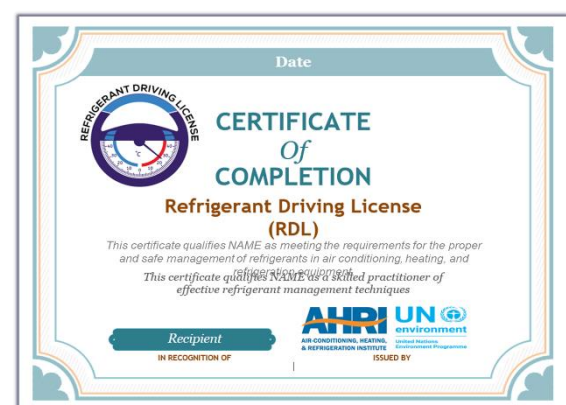 Date
REFRIGERANT DRIVING LICENSE
°C
CERTIFICATE
Of
COMPLETION
Refrigerant Driving License
(RDL)
This certificate qualifies NAME as meeting the requirements for the proper
and safe management of refrigerants in air conditioning, heating, and
refrigeration equipment.
This certificate qualifies NAME as a skilled practitioner of
effective refrigerant management techniques
Recipient
IN RECOGNITION OF
AHRI
AIR-CONDITIONING, HEATING,
& REFRIGERATION INSTITUTE
UN
environment
United Nations
Environment Programme
ISSUED BY